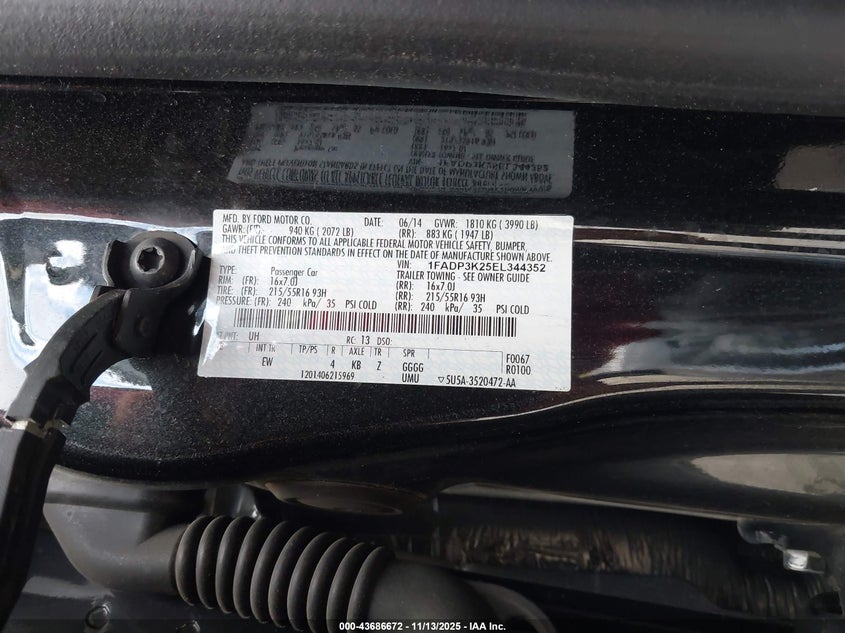 MFD. BY FORD MOTOR CO. DATE: 06/14 GVWR: 1810 KG ( 3990 LB)
GAWR:(FR): 940 KG ( 2072 LB) (RR): 883 KG ( 1947 LB)
THIS VEHICLE CONFORMS TO ALL APPLICABLE FEDERAL MOTOR VEHICLE SAFETY, BUMPER,
AND THEFT PREVENTION STANDARDS IN EFFECT ON THE DATE OF MANUFACTURE SHOWN ABOVE.
VIN: 1FADP3K25EL344352
TYPE: Passenger Car TRAILER TOWING - SEE OWNER GUIDE
RIM: (FR): 16x7.0J (RR): 16x7.0J
TIRE: (FR): 215/55R16 93H (RR): 215/55R16 93H
PRESSURE: (FR): 240 kPa/ 35 PSI COLD (RR): 240 kPa/ 35 PSI COLD
PNT: UH RC: 13 DSO:
INT TR TP/PS R AXLE TR SPR F0067
EW 4 KB Z GGGG R0100
1201406215969 UMU ▽5U5A-3520472-AA
000-43686672 - 11/13/2025 - IAA Inc.